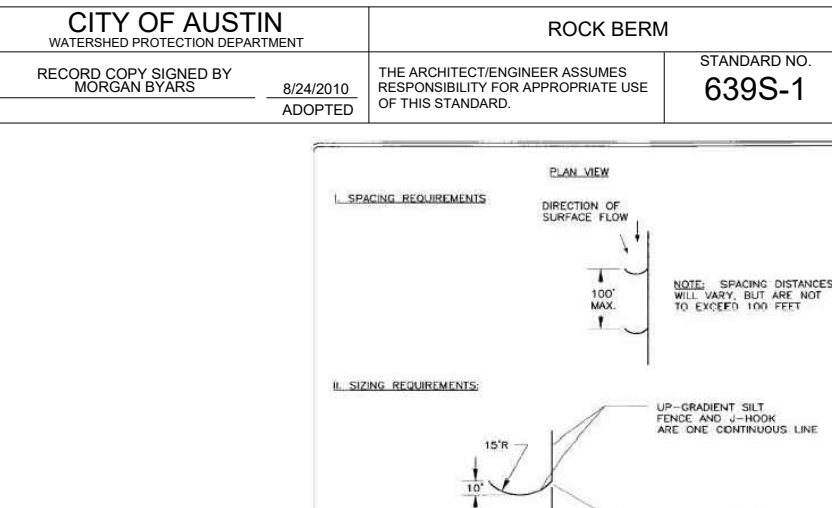 CITY OF AUSTIN
WATERSHED PROTECTION DEPARTMENT
ROCK BERM
RECORD COPY SIGNED BY
MORGAN BYARS
8/24/2010
ADOPTED
THE ARCHITECT/ENGINEER ASSUMES
RESPONSIBILITY FOR APPROPRIATE USE
OF THIS STANDARD.
STANDARD NO.
639S-1
PLAN VIEW
I. SPACING REQUIREMENTS
DIRECTION OF
SURFACE FLOW
100'
MAX.
NOTE: SPACING DISTANCES
WILL VARY, BUT ARE NOT
TO EXCEED 100 FEET
II. SIZING REQUIREMENTS:
UP-GRADIENT SILT
FENCE AND J-HOOK
ARE ONE CONTINUOUS LINE
15'R
10'